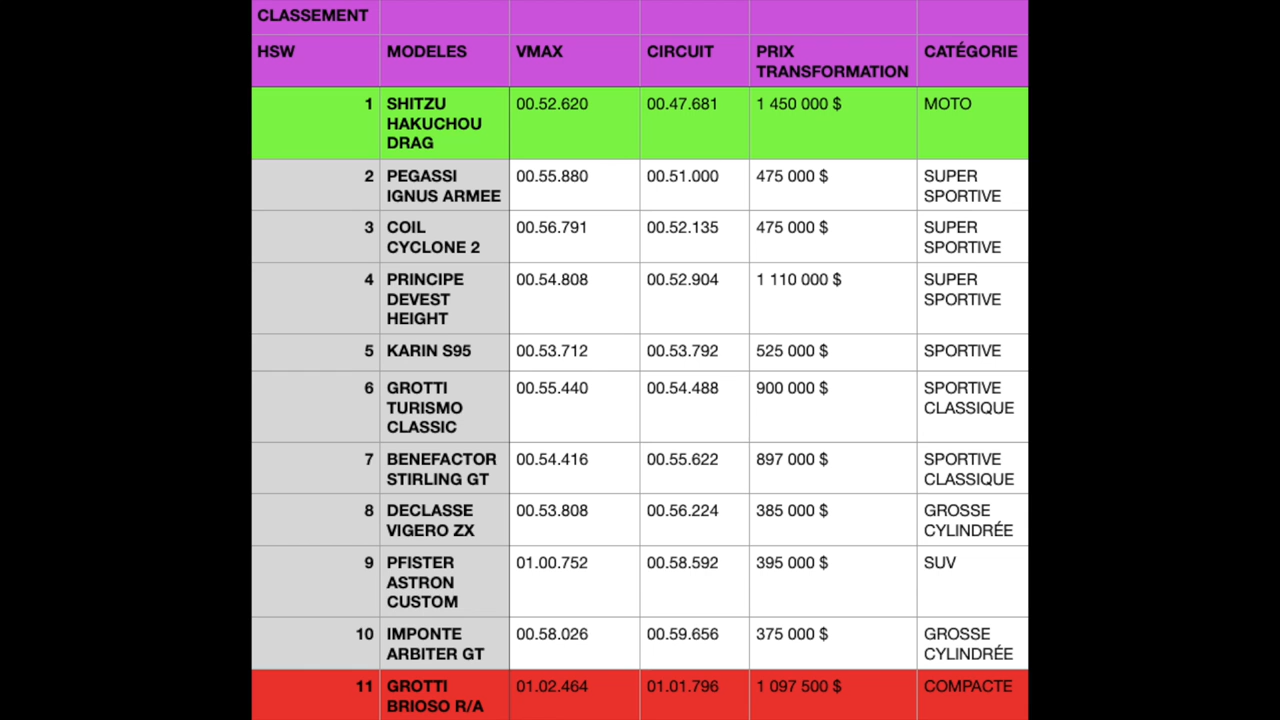 CLASSEMENT
HSW MODELES VMAX CIRCUIT PRIX TRANSFORMATION CATÉGORIE
1 SHITZU HAKUCHOU DRAG 00.52.620 00.47.681 1 450 000 $ MOTO
2 PEGASSI IGNUS ARMEE 00.55.880 00.51.000 475 000 $ SUPER SPORTIVE
3 COIL CYCLONE 2 00.56.791 00.52.135 475 000 $ SUPER SPORTIVE
4 PRINCIPE DEVEST HEIGHT 00.54.808 00.52.904 1 110 000 $ SUPER SPORTIVE
5 KARIN S95 00.53.712 00.53.792 525 000 $ SPORTIVE
6 GROTTI TURISMO CLASSIC 00.55.440 00.54.488 900 000 $ SPORTIVE CLASSIQUE
7 BENEFACTOR STIRLING GT 00.54.416 00.55.622 897 000 $ SPORTIVE CLASSIQUE
8 DECLASSE VIGERO ZX 00.53.808 00.56.224 385 000 $ GROSSE CYLINDRÉE
9 PFISTER ASTRON CUSTOM 01.00.752 00.58.592 395 000 $ SUV
10 IMPONTE ARBITER GT 00.58.026 00.59.656 375 000 $ GROSSE CYLINDRÉE
11 GROTTI BRIOSO R/A 01.02.464 01.01.796 1 097 500 $ COMPACTE